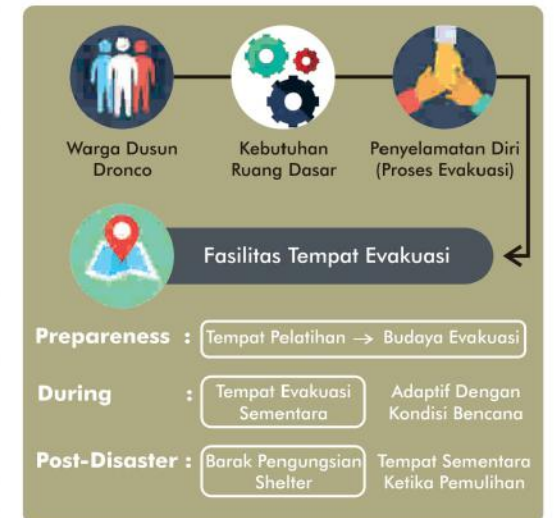 Warga Dusun
Dronco
Kebutuhan
Ruang Dasar
Penyelamatan Diri
(Proses Evakuasi)
Fasilitas Tempat Evakuasi
Prepareness : Tempat Pelatihan → Budaya Evakuasi
During : Tempat Evakuasi
Sementara
Adaptif Dengan
Kondisi Bencana
Post-Disaster : Barak Pengungsian
Shelter
Tempat Sementara
Ketika Pemulihan